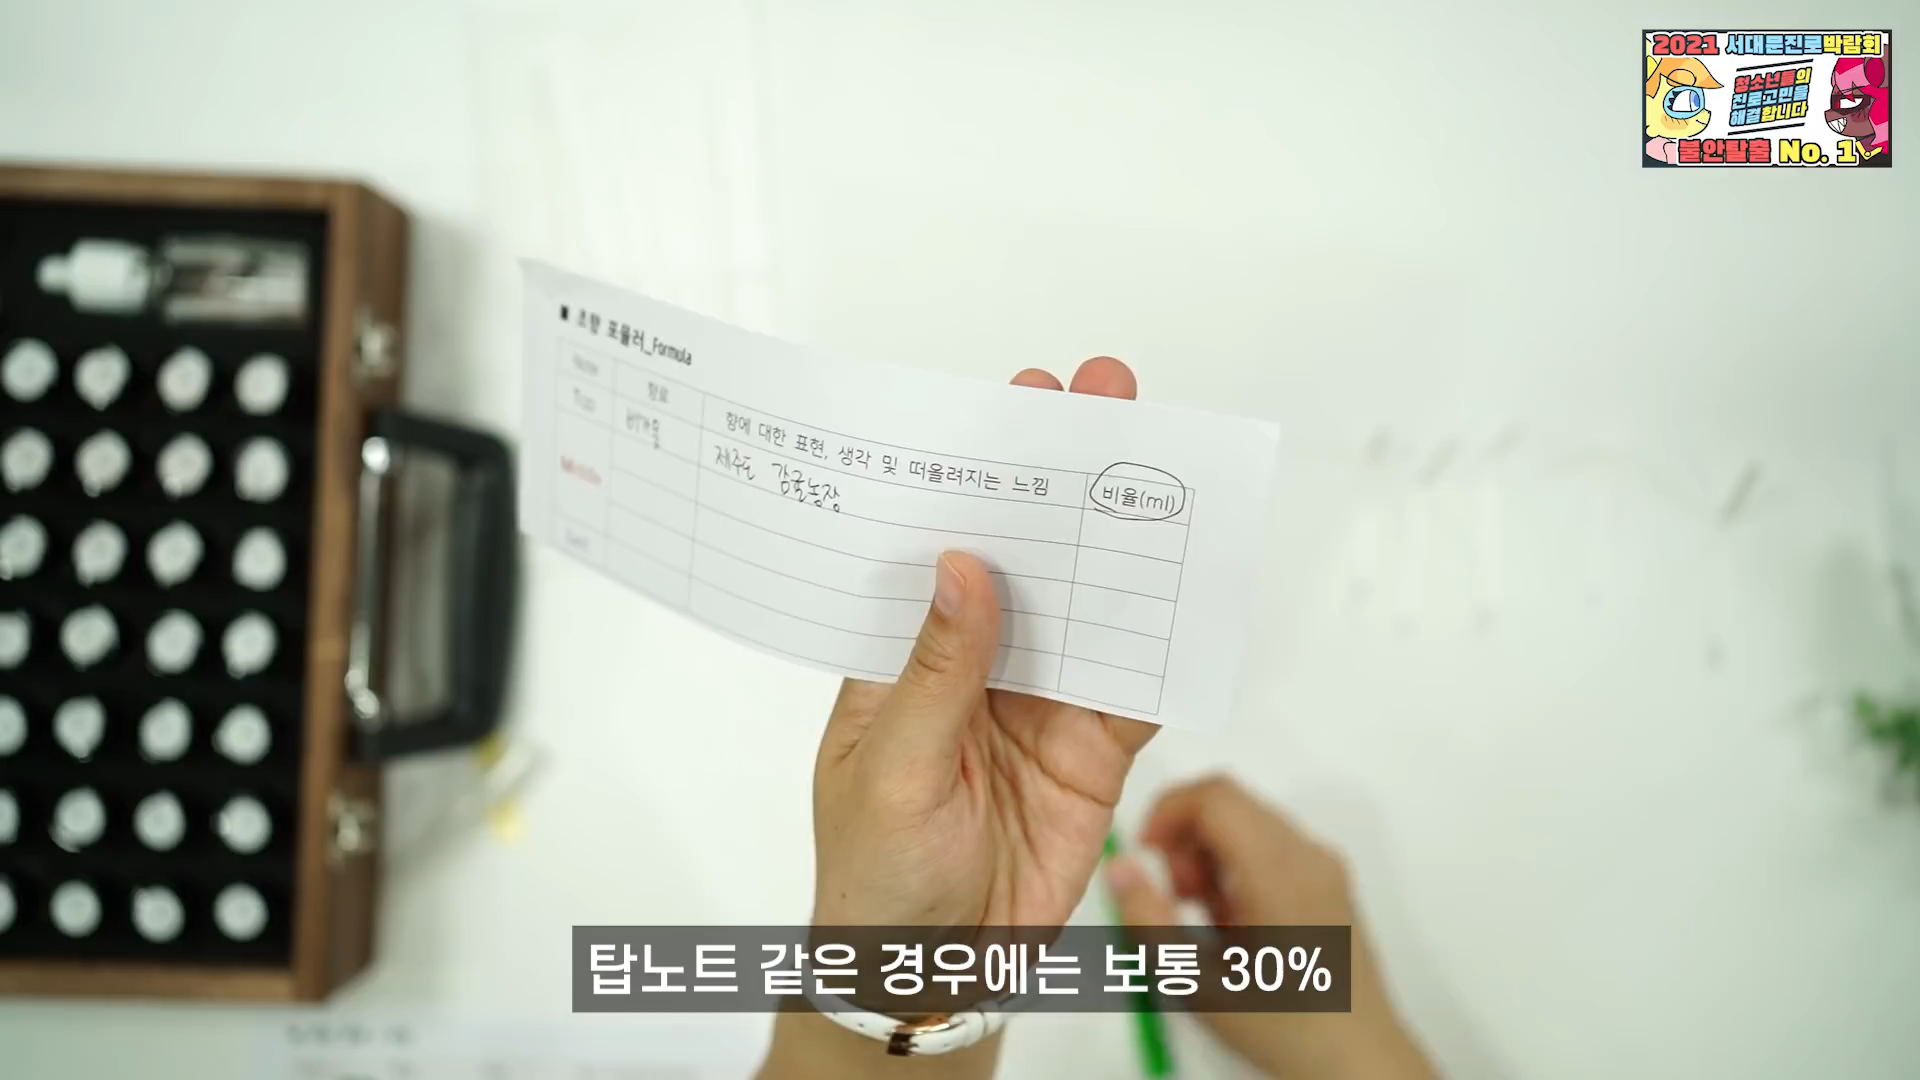 2021 서대문진로박람회
청소년들의
진로고민을
해결합니다
불안탈출 No. 1
■ 조향 포뮬러_Formula
Note 향료 향에 대한 표현, 생각 및 떠올려지는 느낌 비율(ml)
Top 비가못 제주도 감귤농장
탑노트 같은 경우에는 보통 30%